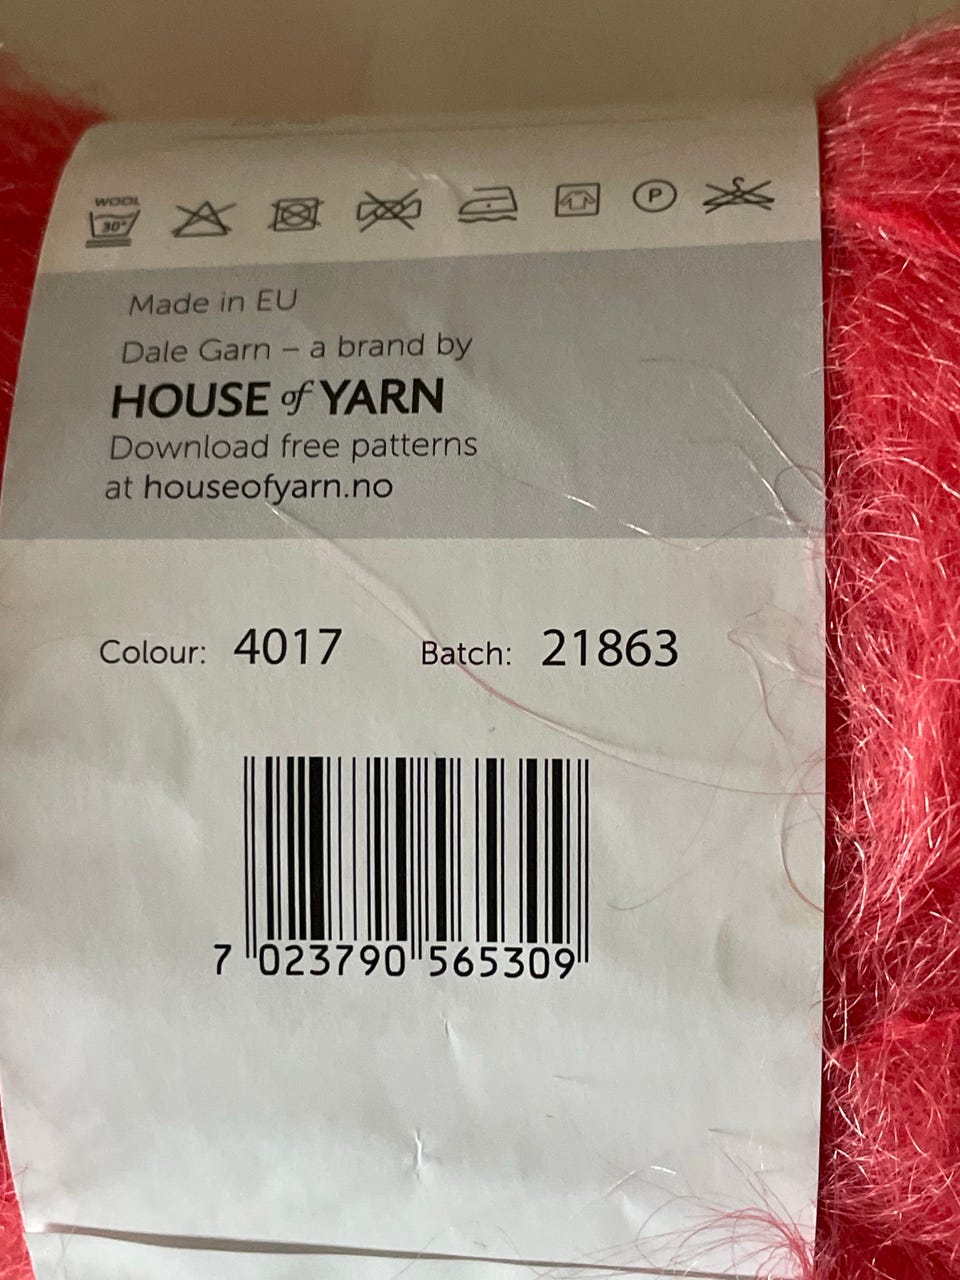 WOOL
30°
P
Made in EU
Dale Garn – a brand by
HOUSE of YARN
Download free patterns
at houseofyarn.no
Colour: 4017 Batch: 21863
7 023790 565309